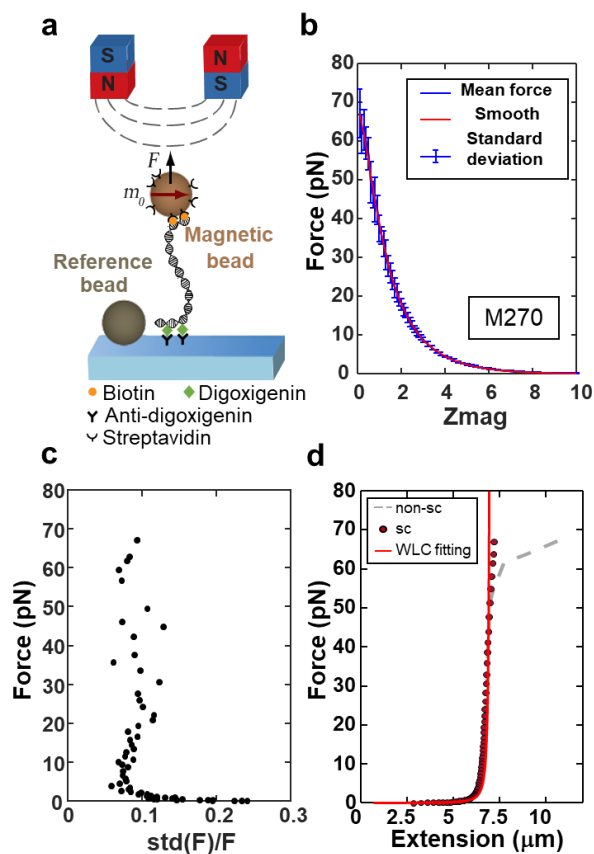 a
S
N
N
S
F
m0
Magnetic
bead
Reference
bead
Biotin
Digoxigenin
Anti-digoxigenin
Streptavidin
b
80
70
60
50
40
30
20
10
0
Force (pN)
Mean force
Smooth
Standard
deviation
M270
0 2 4 6 8 10
Zmag
c
80
70
60
50
40
30
20
10
0
Force (pN)
0 0.1 0.2 0.3
std(F)/F
d
80
70
60
50
40
30
20
10
0
Force (pN)
non-sc
sc
WLC fitting
0 2.5 5.0 7.5 10
Extension (μm)